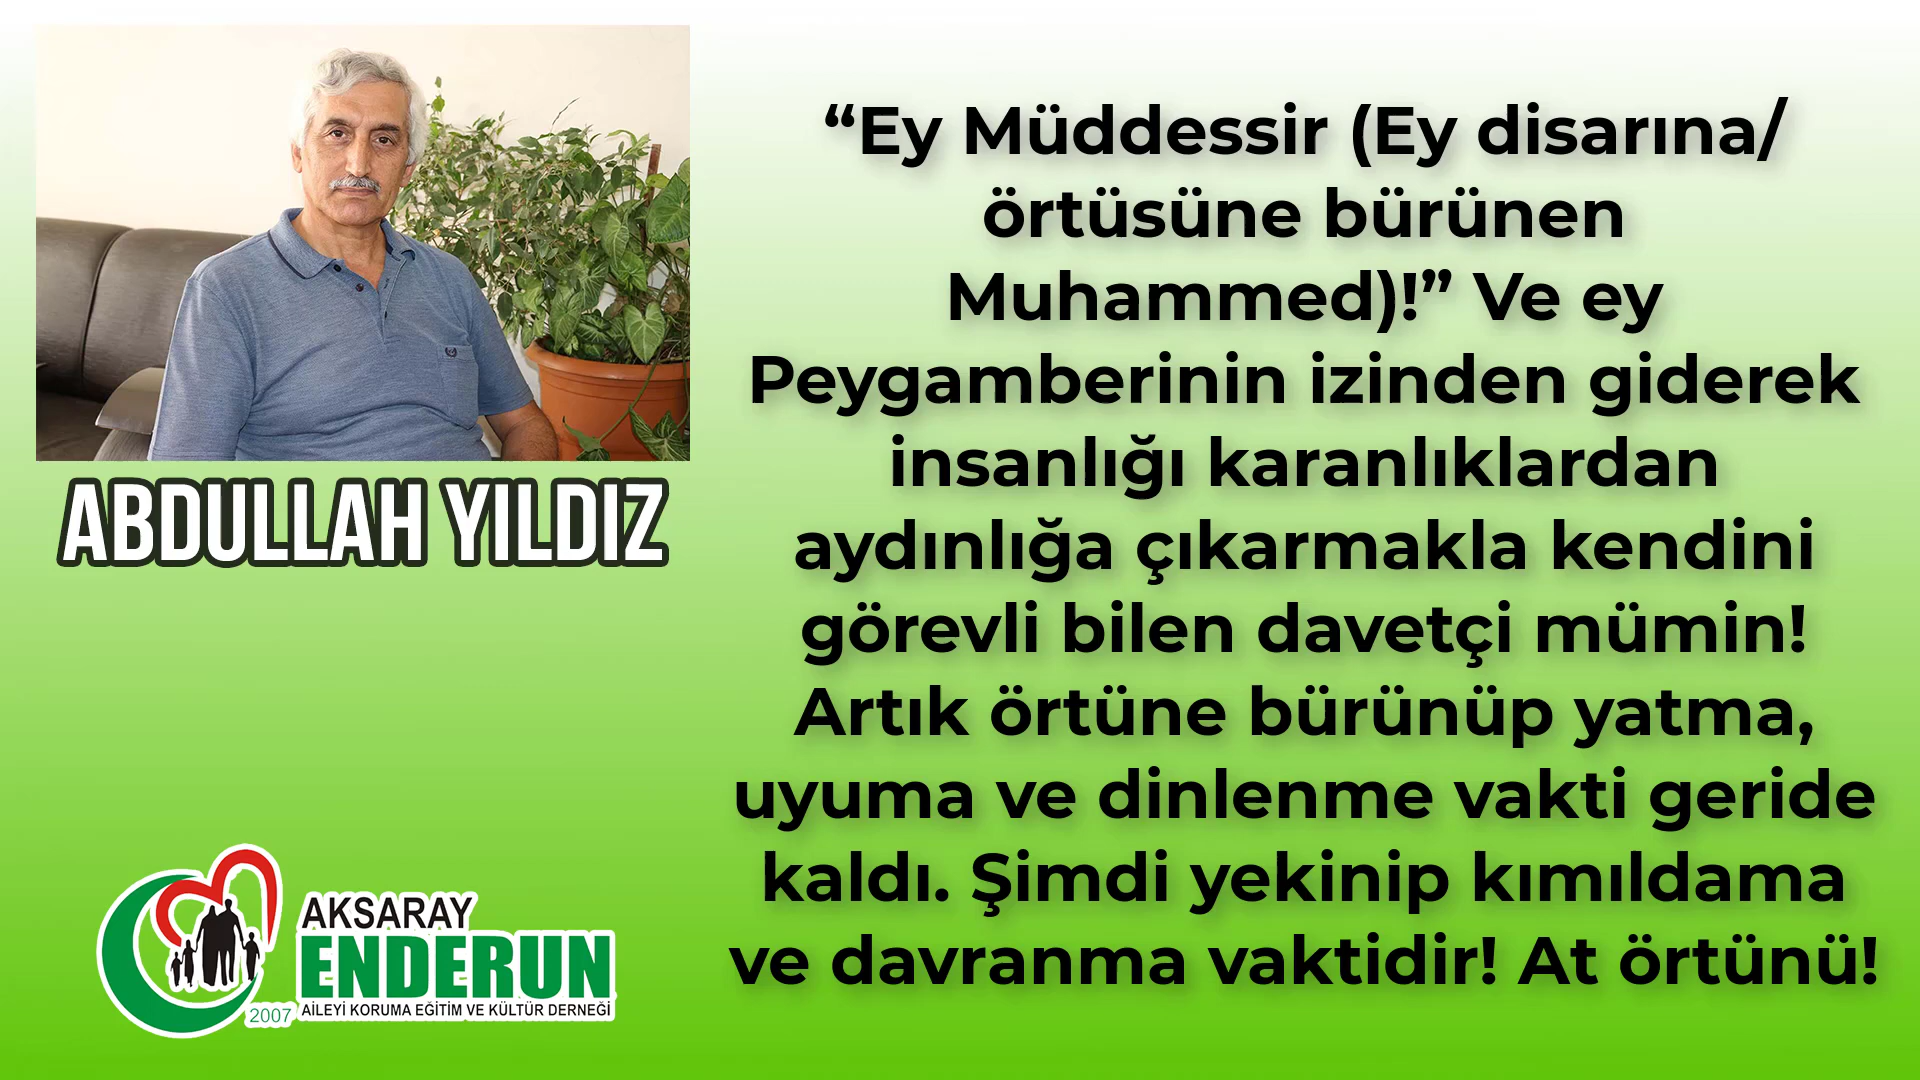 ABDULLAH YILDIZ
“Ey Müddessir (Ey disarına/
örtüsüne bürünen
Muhammed)!” Ve ey
Peygamberinin izinden giderek
insanlığı karanlıklardan
aydınlığa çıkarmakla kendini
görevli bilen davetçi mümin!
Artık örtüne bürünüp yatma,
uyuma ve dinlenme vakti geride
kaldı. Şimdi yekinip kımıldama
ve davranma vaktidir! At örtünü!
AKSARAY
ENDERUN
AİLEYİ KORUMA EĞİTİM VE KÜLTÜR DERNEĞİ
2007